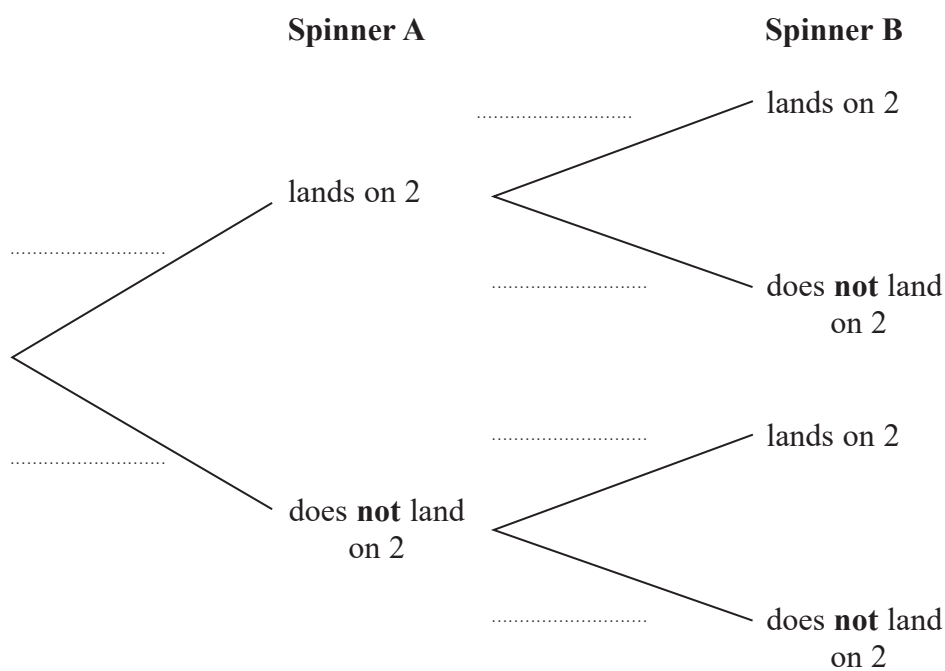 Spinner A
Spinner B
lands on 2
lands on 2
does not land
on 2
lands on 2
does not land
on 2
does not land
on 2